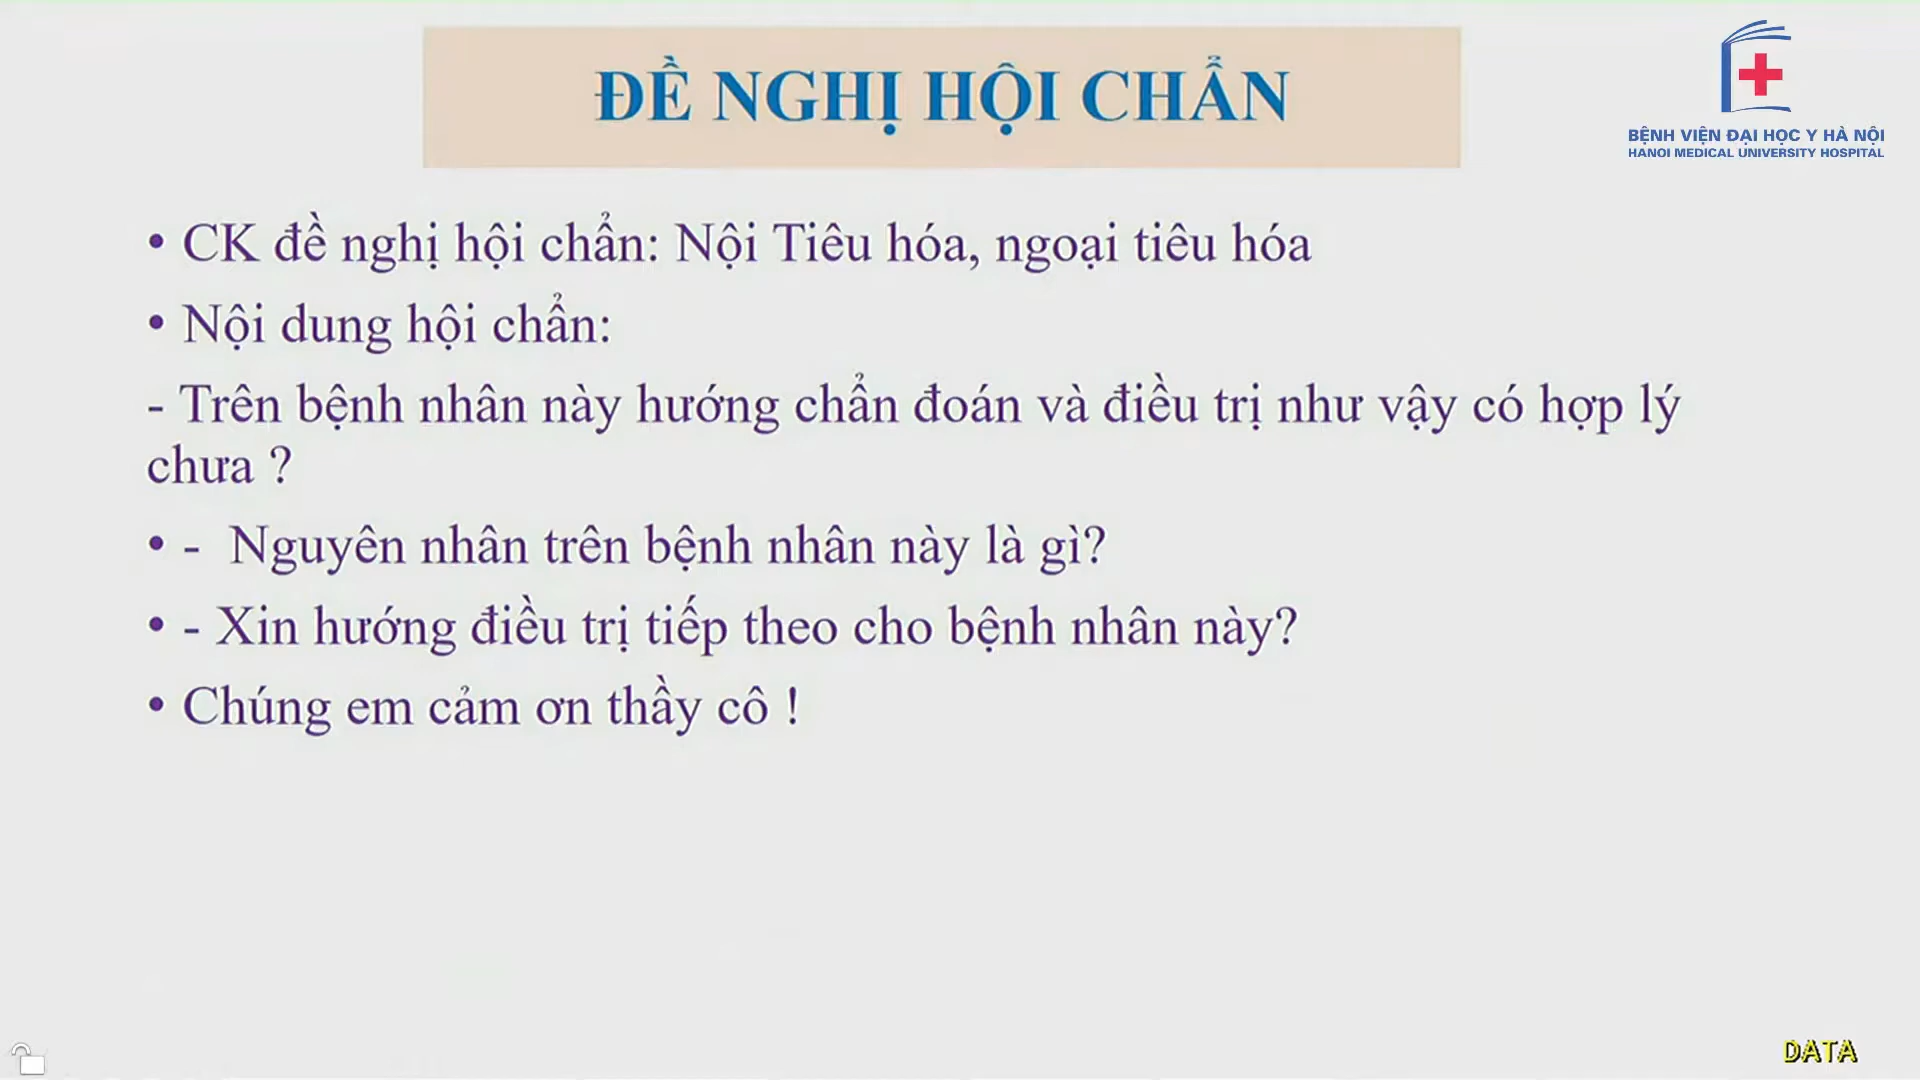 ĐỀ NGHỊ HỘI CHẨN
BỆNH VIỆN ĐẠI HỌC Y HÀ NỘI
HANOI MEDICAL UNIVERSITY HOSPITAL
• CK đề nghị hội chẩn: Nội Tiêu hóa, ngoại tiêu hóa
• Nội dung hội chẩn:
- Trên bệnh nhân này hướng chẩn đoán và điều trị như vậy có hợp lý
chưa ?
• - Nguyên nhân trên bệnh nhân này là gì?
• - Xin hướng điều trị tiếp theo cho bệnh nhân này?
• Chúng em cảm ơn thầy cô !
DATA